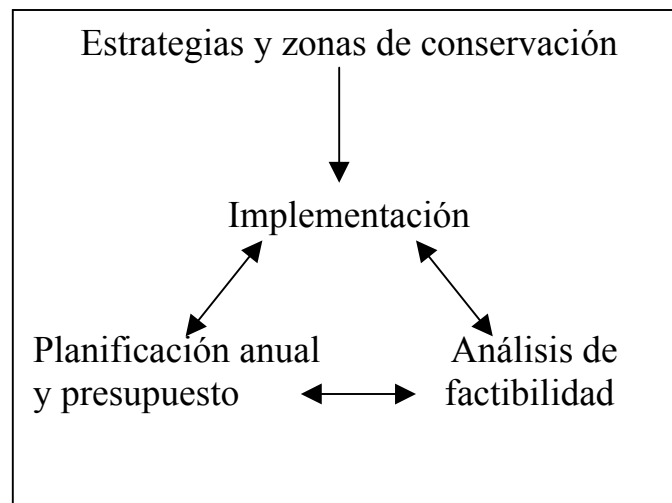 Estrategias y zonas de conservación
Implementación
Planificación anual
y presupuesto
Análisis de
factibilidad